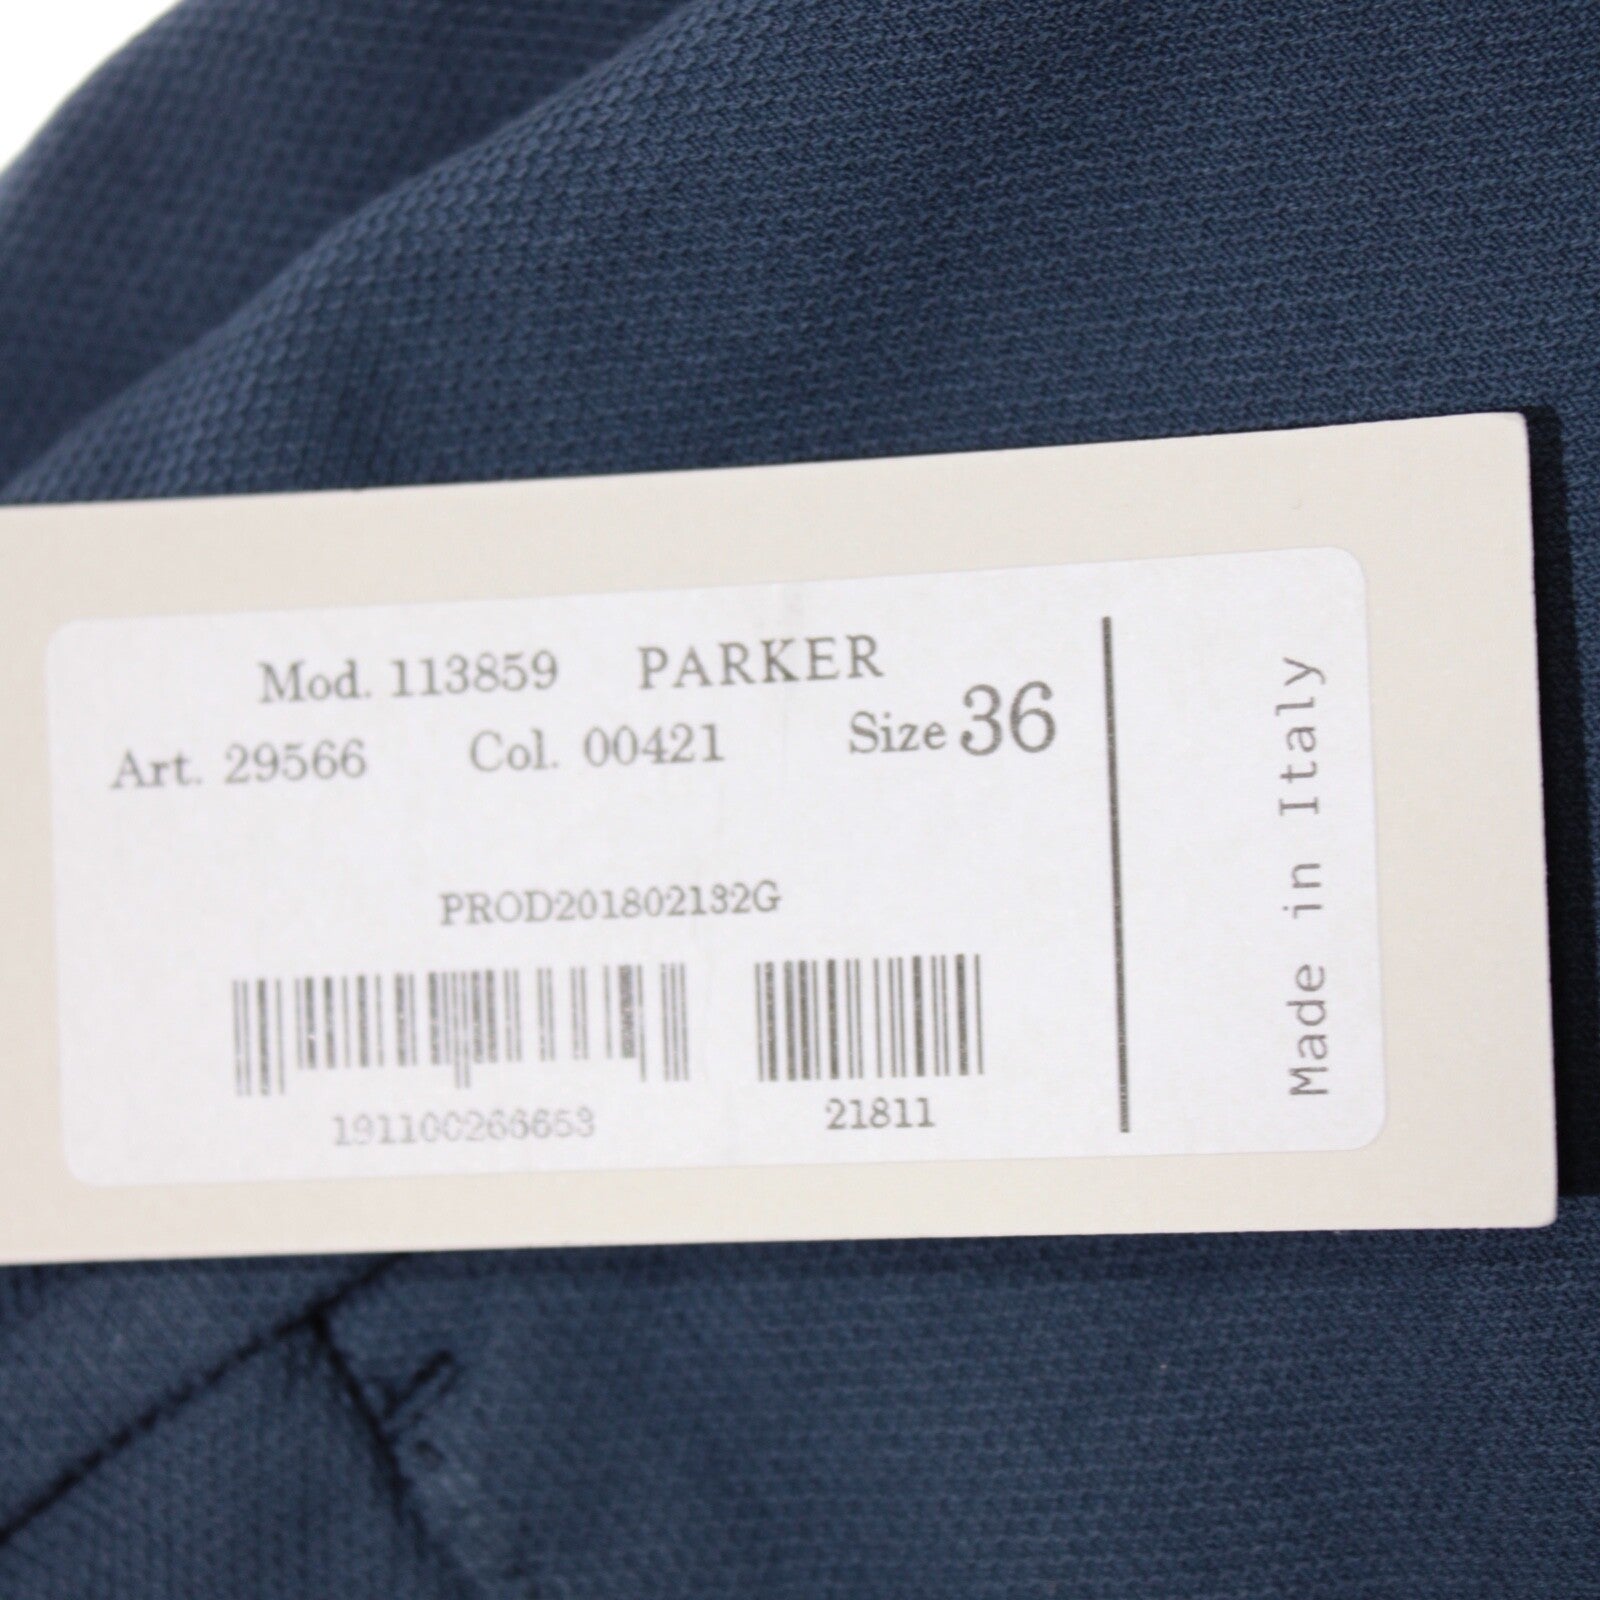 Mod. 113859 PARKER
Art. 29566 Col. 00421 Size 36
PROD201802132G
191100266653
21811
Made in Italy